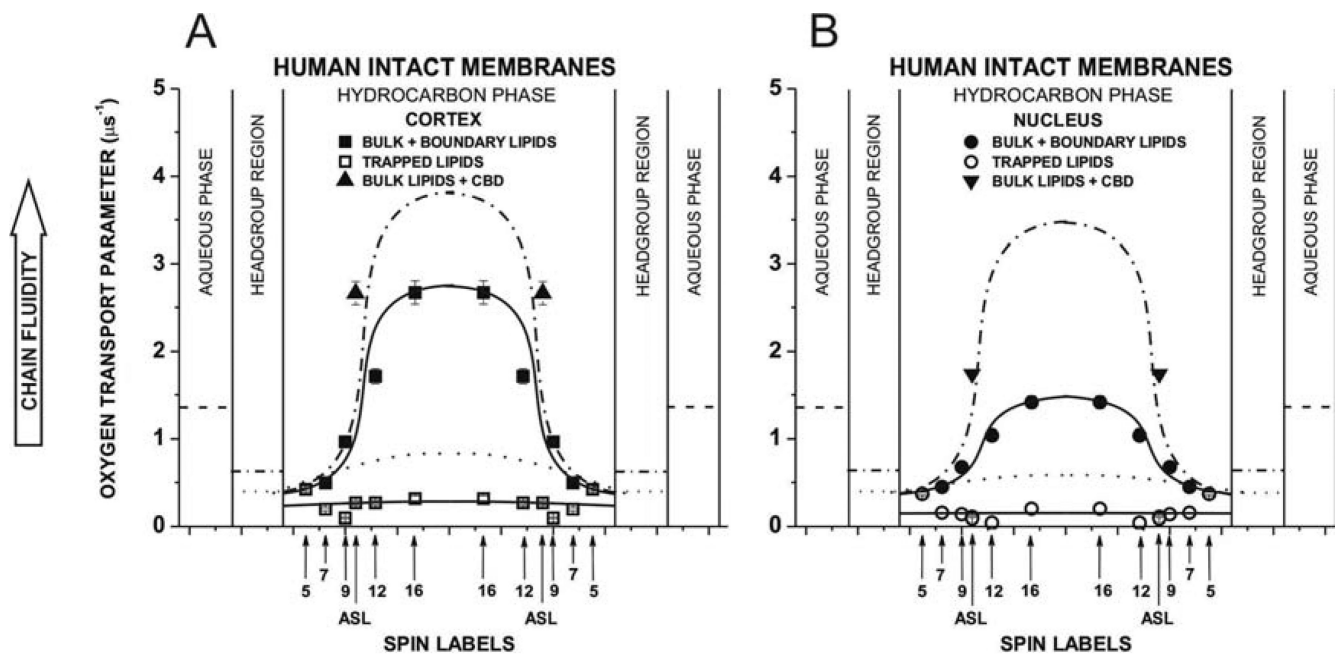 A
HUMAN INTACT MEMBRANES
HYDROCARBON PHASE
CORTEX
BULK + BOUNDARY LIPIDS
TRAPPED LIPIDS
BULK LIPIDS + CBD
AQUEOUS PHASE
HEADGROUP REGION
HEADGROUP REGION
AQUEOUS PHASE
CHAIN FLUIDITY
OXYGEN TRANSPORT PARAMETER (µs⁻¹)
5
4
3
2
1
0
5 7 9 12 16 16 12 9 7 5
ASL ASL
SPIN LABELS
B
HUMAN INTACT MEMBRANES
HYDROCARBON PHASE
NUCLEUS
BULK + BOUNDARY LIPIDS
TRAPPED LIPIDS
BULK LIPIDS + CBD
AQUEOUS PHASE
HEADGROUP REGION
HEADGROUP REGION
AQUEOUS PHASE
5
4
3
2
1
0
5 7 9 12 16 16 12 9 7 5
ASL ASL
SPIN LABELS